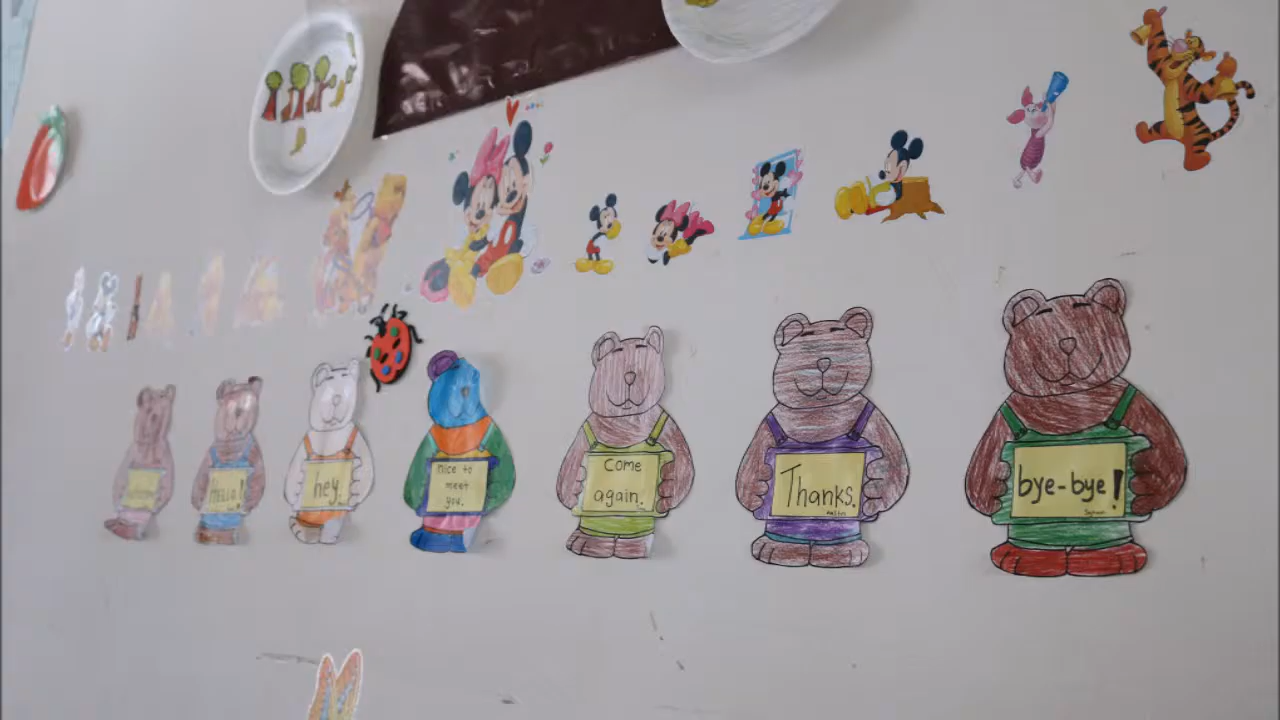 Hello!
hey.
nice to
meet
you.
Come
again.
Thanks.
bye-bye!